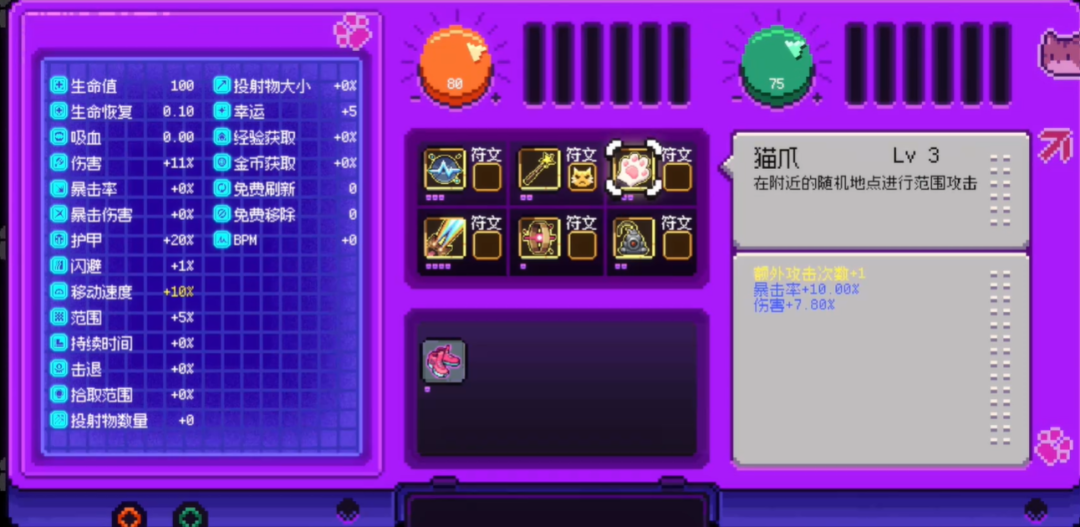 生命值 100
生命恢复 0.10
吸血 0.00
伤害 +11%
暴击率 +0%
暴击伤害 +0%
护甲 +20%
闪避 +1%
移动速度 +10%
范围 +5%
持续时间 +0%
击退 +0%
拾取范围 +0%
投射物数量 +0
投射物大小 +0%
幸运 +5
经验获取 +0%
金币获取 +0%
免费刷新 0
免费移除 0
BPM +0
80
75
符文 符文 符文
符文 符文 符文
猫爪 Lv 3
在附近的随机地点进行范围攻击
额外攻击次数+1
暴击率+10.00%
伤害+7.80%